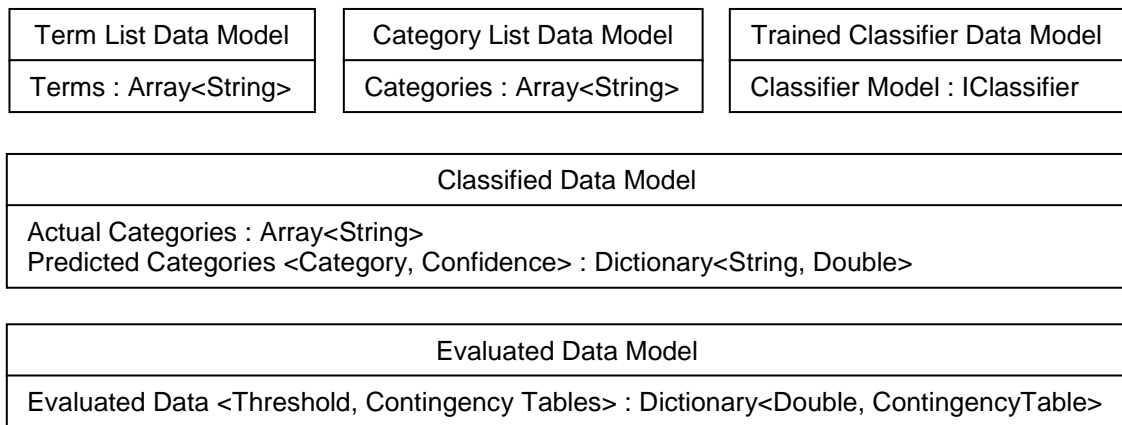 Term List Data Model
Terms : Array<String>
Category List Data Model
Categories : Array<String>
Trained Classifier Data Model
Classifier Model : IClassifier
Classified Data Model
Actual Categories : Array<String>
Predicted Categories <Category, Confidence> : Dictionary<String, Double>
Evaluated Data Model
Evaluated Data <Threshold, Contingency Tables> : Dictionary<Double, ContingencyTable>